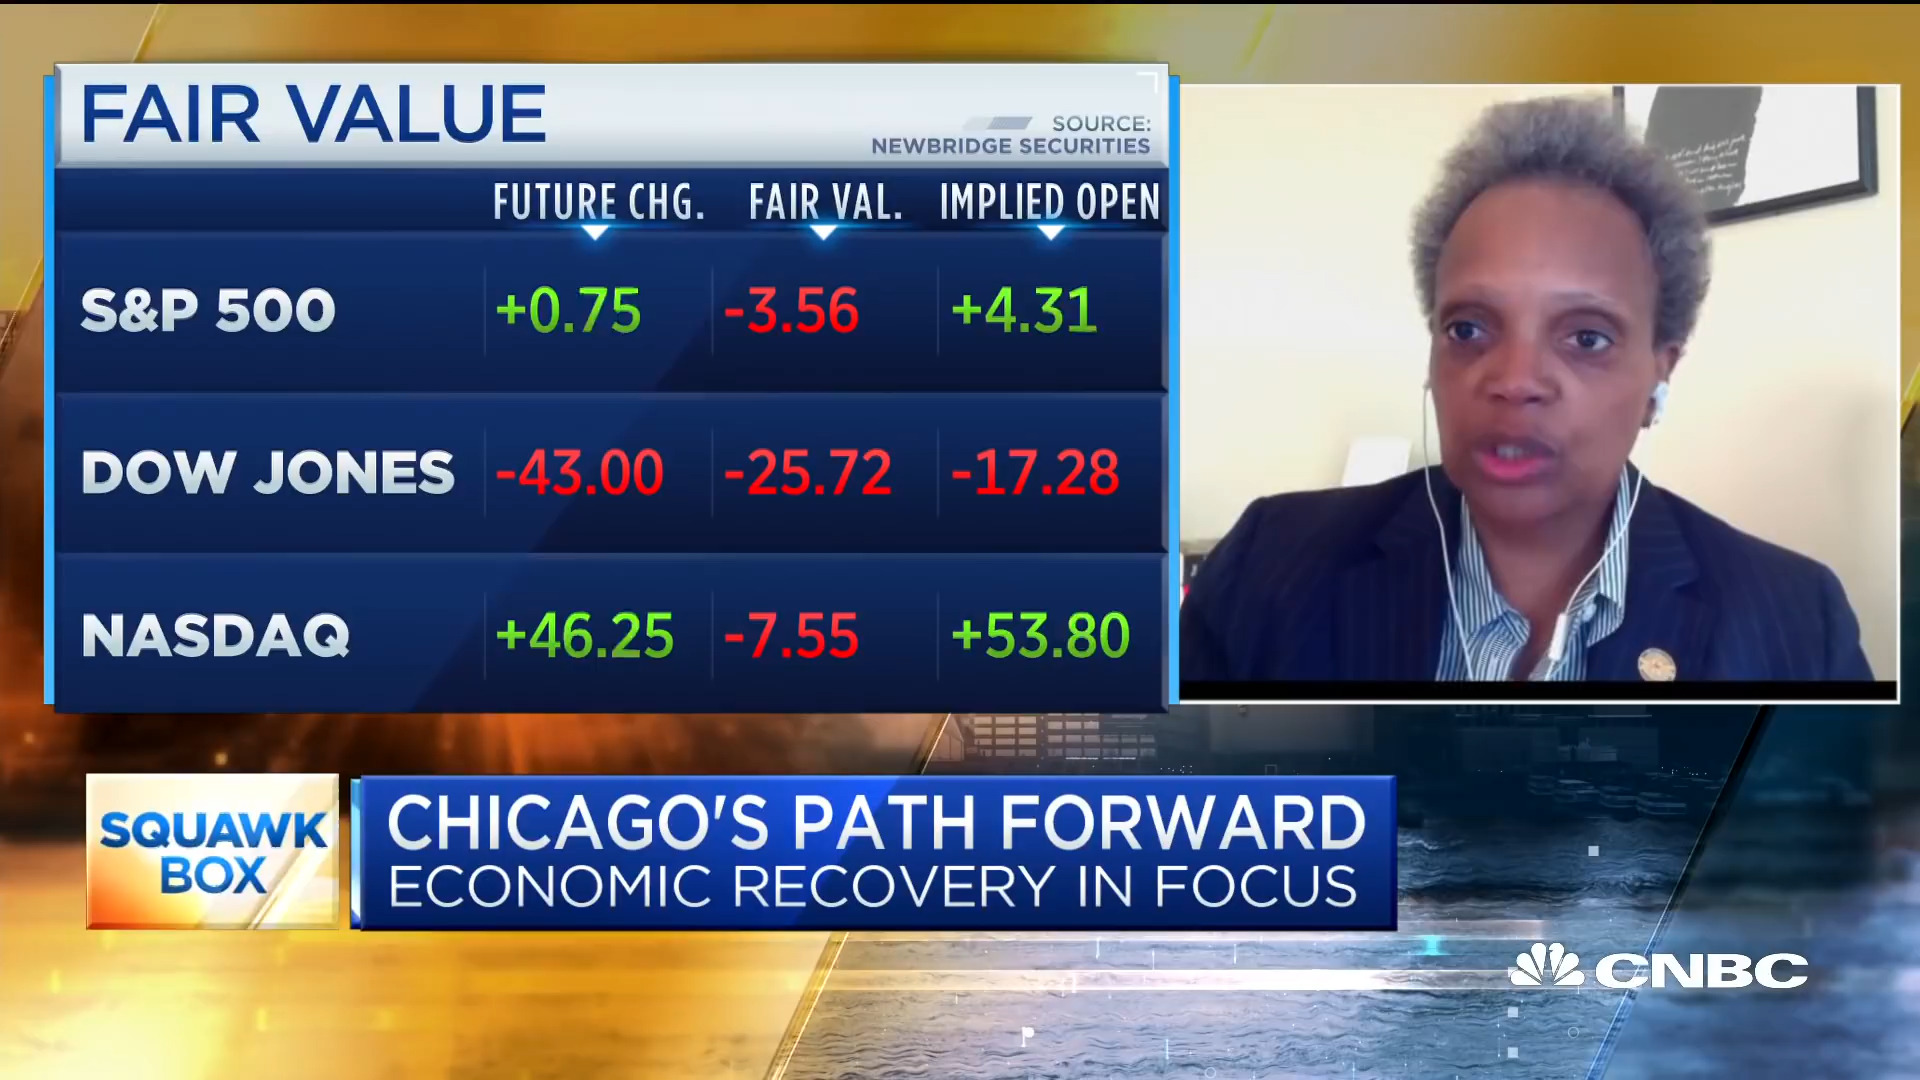 FAIR VALUE
SOURCE:
NEWBRIDGE SECURITIES
FUTURE CHG. FAIR VAL. IMPLIED OPEN
S&P 500 +0.75 -3.56 +4.31
DOW JONES -43.00 -25.72 -17.28
NASDAQ +46.25 -7.55 +53.80
SQUAWK
BOX
CHICAGO'S PATH FORWARD
ECONOMIC RECOVERY IN FOCUS
CNBC